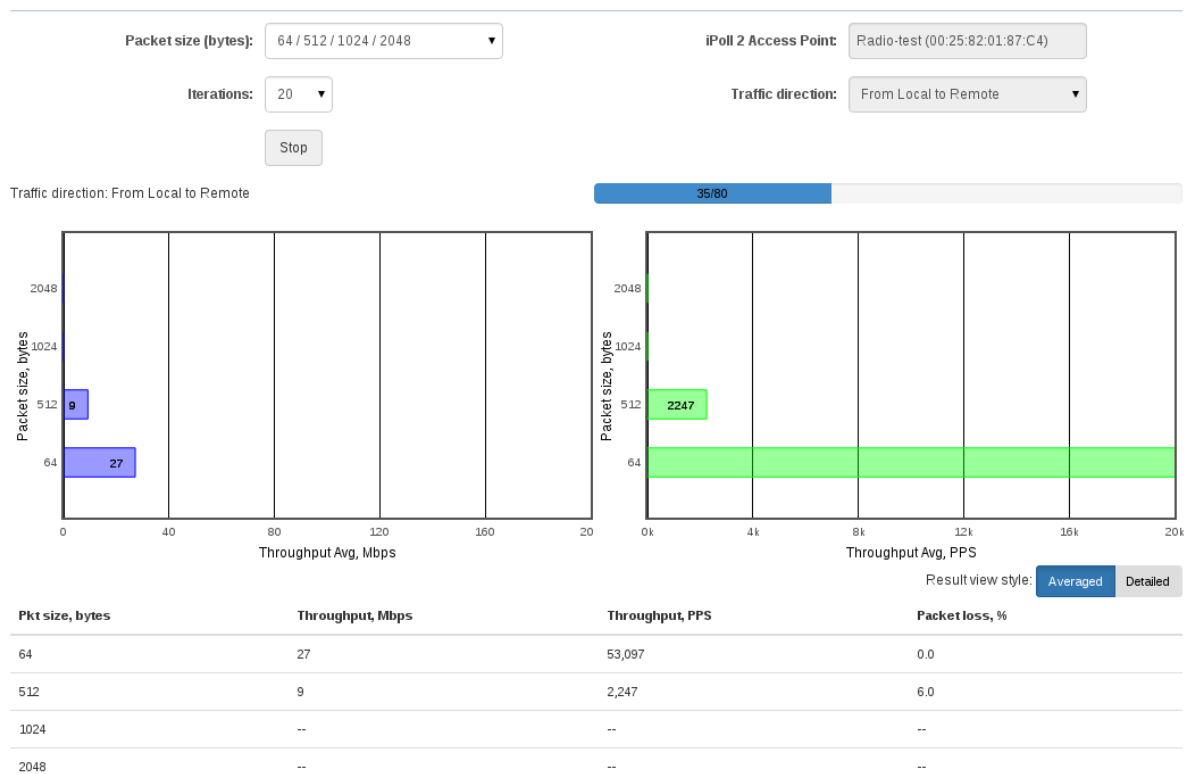 Packet size (bytes): 64 / 512 / 1024 / 2048 iPoll 2 Access Point: Radio-test (00:25:82:01:87:C4)
Iterations: 20 Traffic direction: From Local to Remote
Stop
Traffic direction: From Local to Remote 35/80
2048
1024
512
64
Packet size, bytes
9
27
0 40 80 120 160 20
Throughput Avg, Mbps
2048
1024
512
64
Packet size, bytes
2247
0k 4k 8k 12k 16k 20k
Throughput Avg, PPS
Result view style: Averaged Detailed
Pkt size, bytes Throughput, Mbps Throughput, PPS Packet loss, %
64 27 53,097 0.0
512 9 2,247 6.0
1024 -- -- --
2048 -- -- --